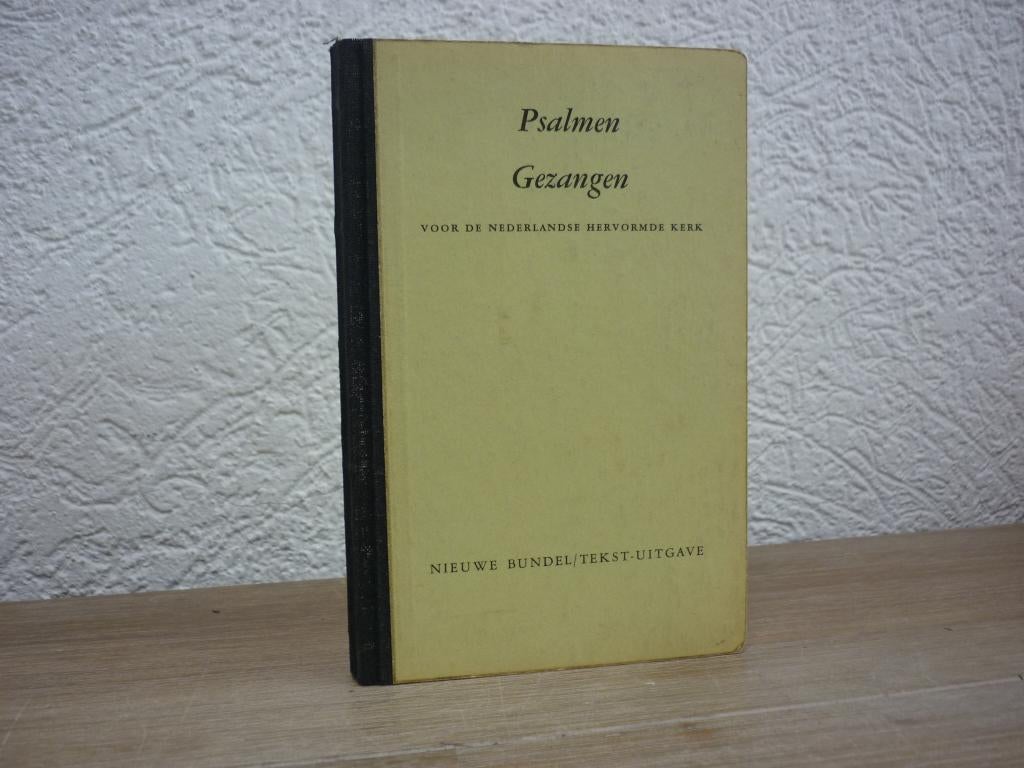 Psalmen
Gezangen
VOOR DE NEDERLANDSE HERVORMDE KERK
NIEUWE BUNDEL/TEKST-UITGAVE